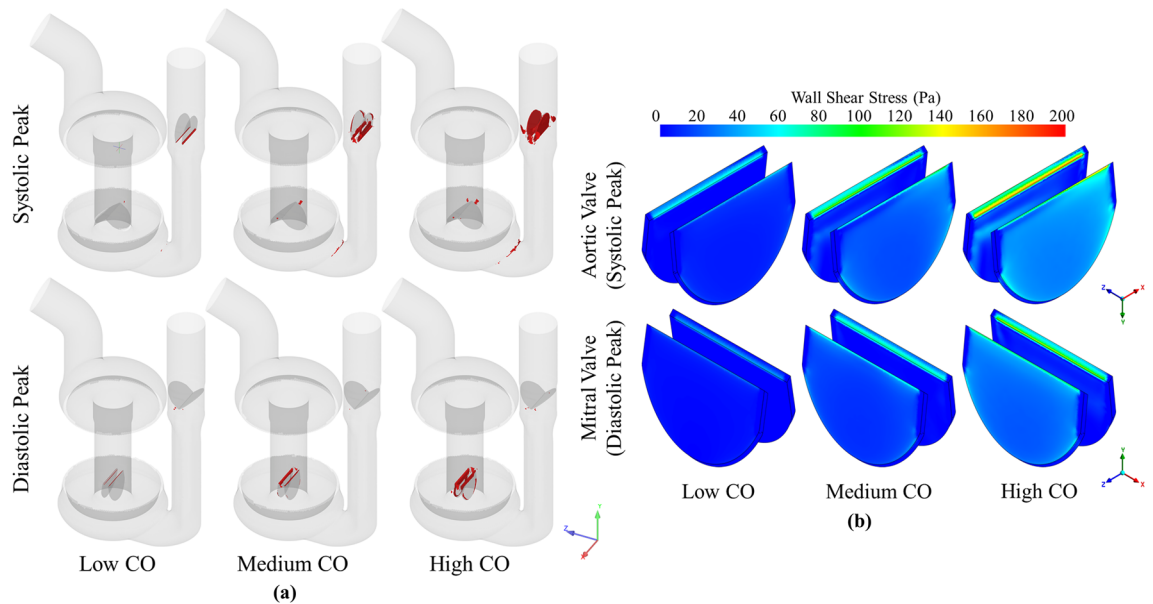 Systolic Peak
Diastolic Peak
Low CO
Medium CO
High CO
(a)
Y
Z
X
Wall Shear Stress (Pa)
0 20 40 60 80 100 120 140 160 180 200
Aortic Valve
(Systolic Peak)
Z
X
Y
Mitral Valve
(Diastolic Peak)
Y
Z
X
Low CO
Medium CO
High CO
(b)